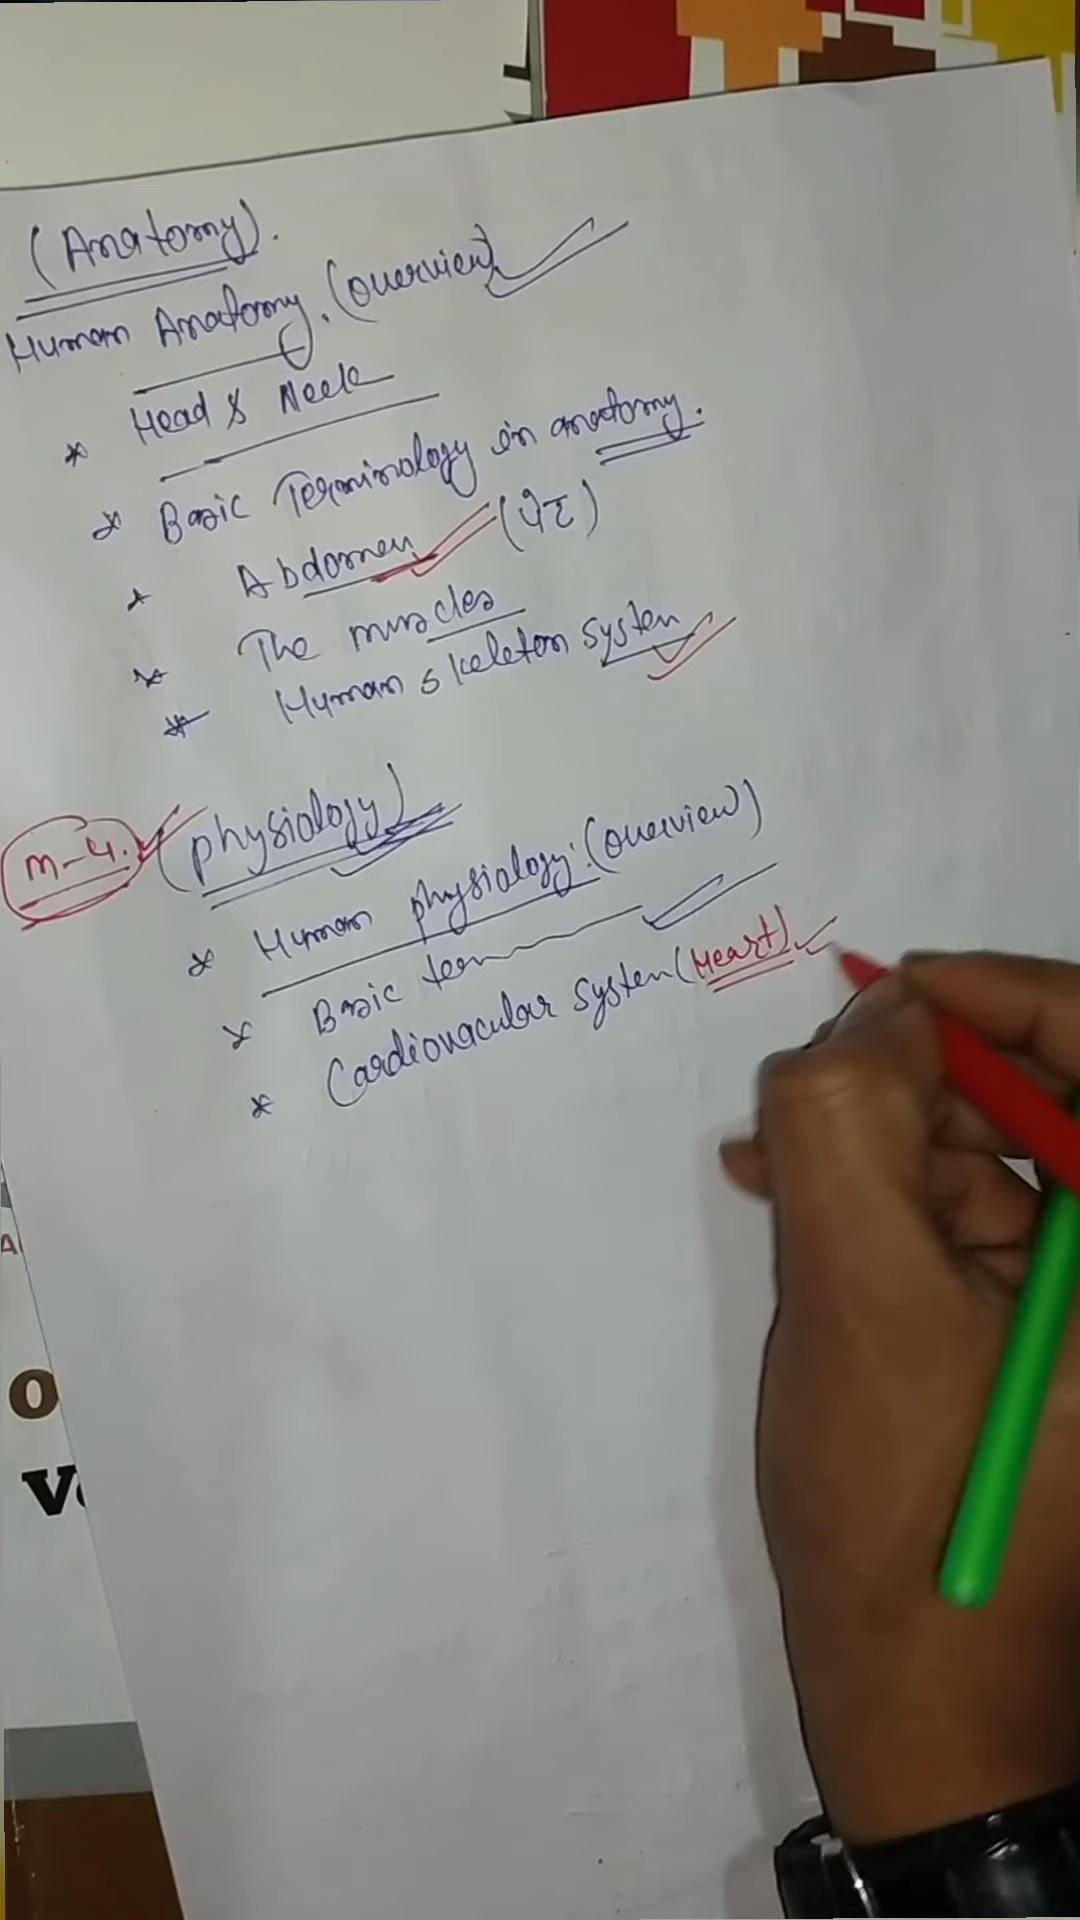 (Anatomy).
Human Anatomy. (Overview)
* Head & Neck
* Basic Terminology in anatomy.
* Abdomen (पेट)
* The muscles
* Human skeleton system
m-4. (physiology)
* Human physiology: (Overview)
* Basic term
* Cardiovacular system (Heart)
A
O
V